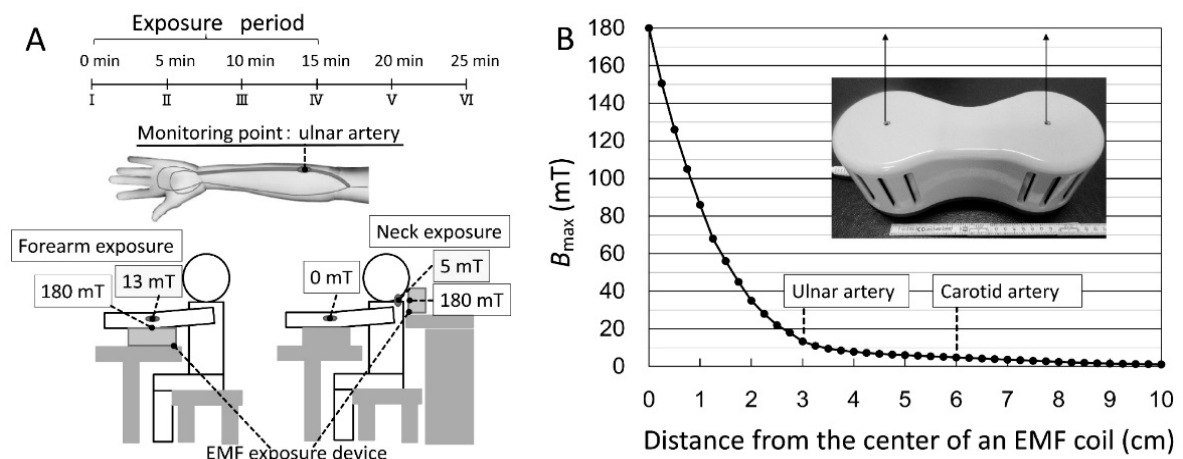 A
Exposure period
0 min 5 min 10 min 15 min 20 min 25 min
I II III IV V VI
Monitoring point: ulnar artery
Forearm exposure
180 mT
13 mT
Neck exposure
0 mT
5 mT
180 mT
EMF exposure device
B
Bmax (mT)
180
160
140
120
100
80
60
40
20
0
Ulnar artery
Carotid artery
0 1 2 3 4 5 6 7 8 9 10
Distance from the center of an EMF coil (cm)